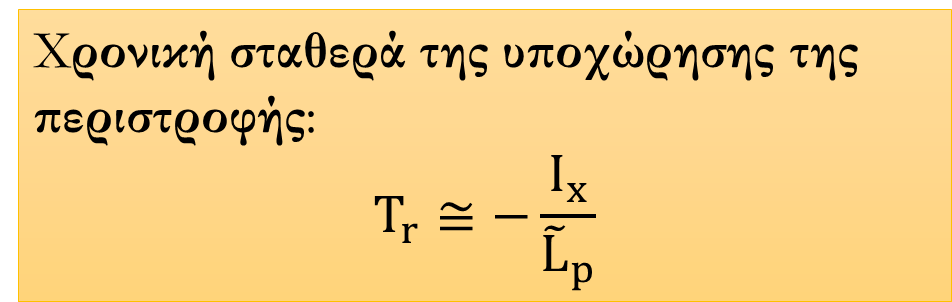 Χρονική σταθερά της υποχώρησης της
περιστροφής:
T_r ≅ − I_x / L̃_p